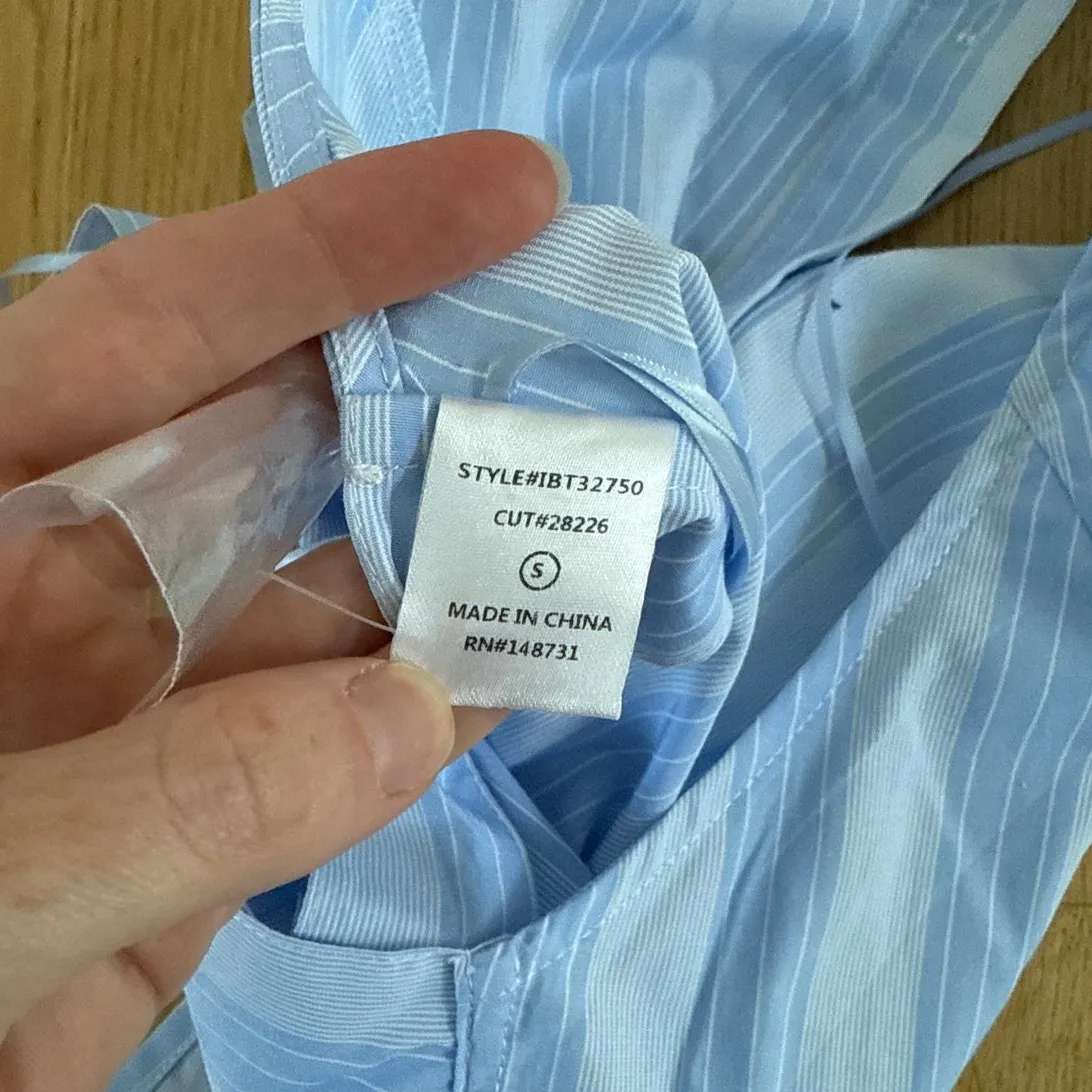 STYLE#IBT32750
CUT#28226
S
MADE IN CHINA
RN#148731